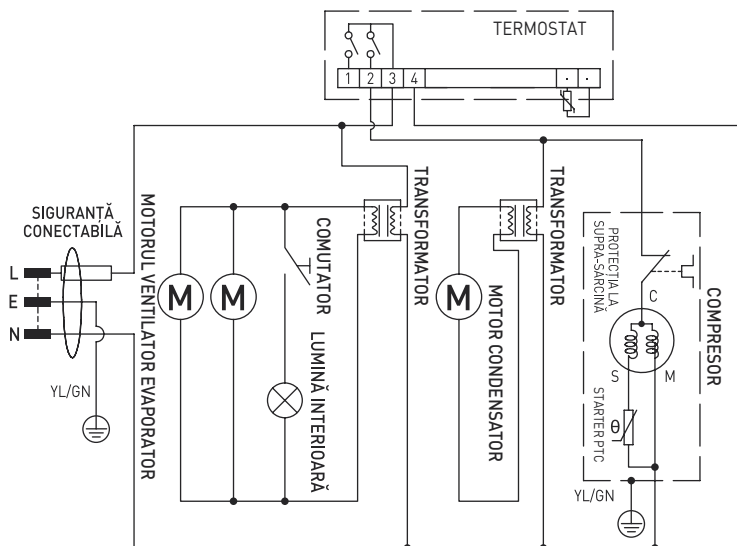 TERMOSTAT
1 2 3 4
SIGURANȚĂ
CONECTABILĂ
L
E
N
YL/GN
MOTORUL VENTILATOR EVAPORATOR
M
M
COMUTATOR
LUMINĂ INTERIOARĂ
TRANSFORMATOR
M
MOTOR CONDENSATOR
TRANSFORMATOR
PROTECȚIA LA
SUPRA-SARCINĂ
C
S
M
STARTER PTC
θ
COMPRESOR
YL/GN